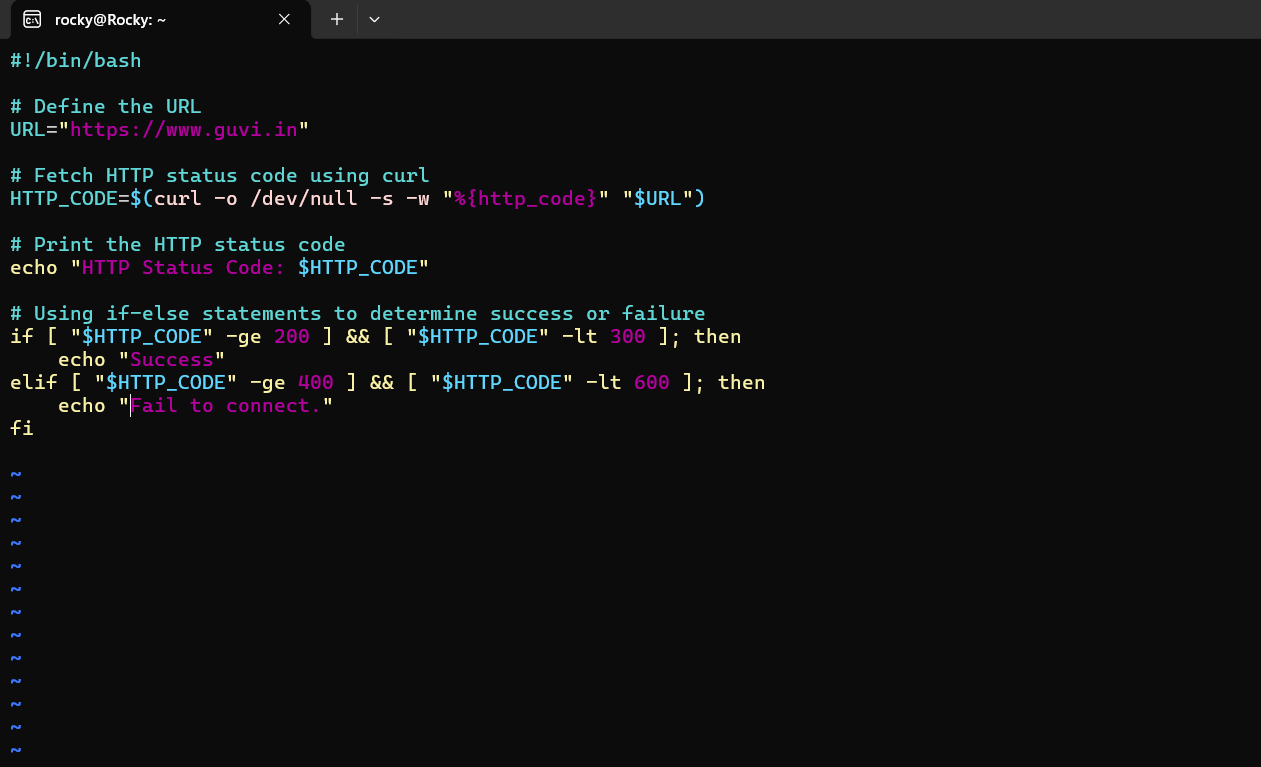 rocky@Rocky: ~
#!/bin/bash
# Define the URL
URL="https://www.guvi.in"
# Fetch HTTP status code using curl
HTTP_CODE=$(curl -o /dev/null -s -w "%{http_code}" "$URL")
# Print the HTTP status code
echo "HTTP Status Code: $HTTP_CODE"
# Using if-else statements to determine success or failure
if [ "$HTTP_CODE" -ge 200 ] && [ "$HTTP_CODE" -lt 300 ]; then
    echo "Success"
elif [ "$HTTP_CODE" -ge 400 ] && [ "$HTTP_CODE" -lt 600 ]; then
    echo "Fail to connect."
fi
~
~
~
~
~
~
~
~
~
~
~
~
~